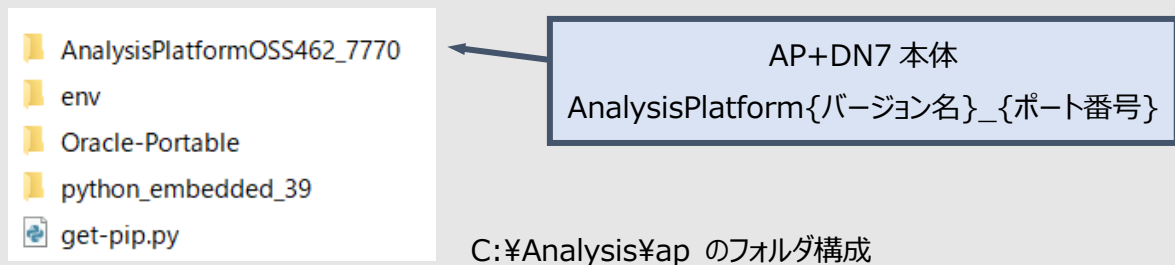 AnalysisPlatformOSS462_7770
env
Oracle-Portable
python_embedded_39
get-pip.py
AP+DN7 本体
AnalysisPlatform{バージョン名}_{ポート番号}
C:¥Analysis¥ap のフォルダ構成